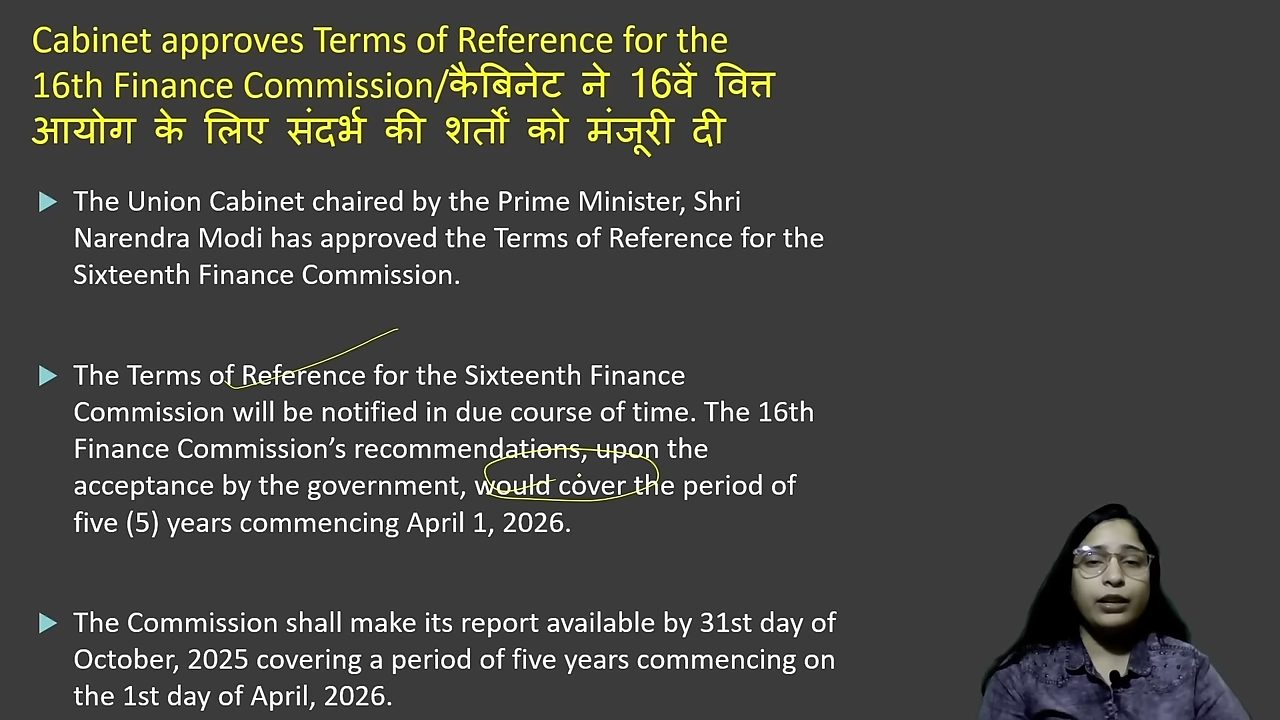 Cabinet approves Terms of Reference for the
16th Finance Commission/कैबिनेट ने 16वें वित्त
आयोग के लिए संदर्भ की शर्तों को मंजूरी दी
The Union Cabinet chaired by the Prime Minister, Shri
Narendra Modi has approved the Terms of Reference for the
Sixteenth Finance Commission.
The Terms of Reference for the Sixteenth Finance
Commission will be notified in due course of time. The 16th
Finance Commission’s recommendations, upon the
acceptance by the government, would cover the period of
five (5) years commencing April 1, 2026.
The Commission shall make its report available by 31st day of
October, 2025 covering a period of five years commencing on
the 1st day of April, 2026.